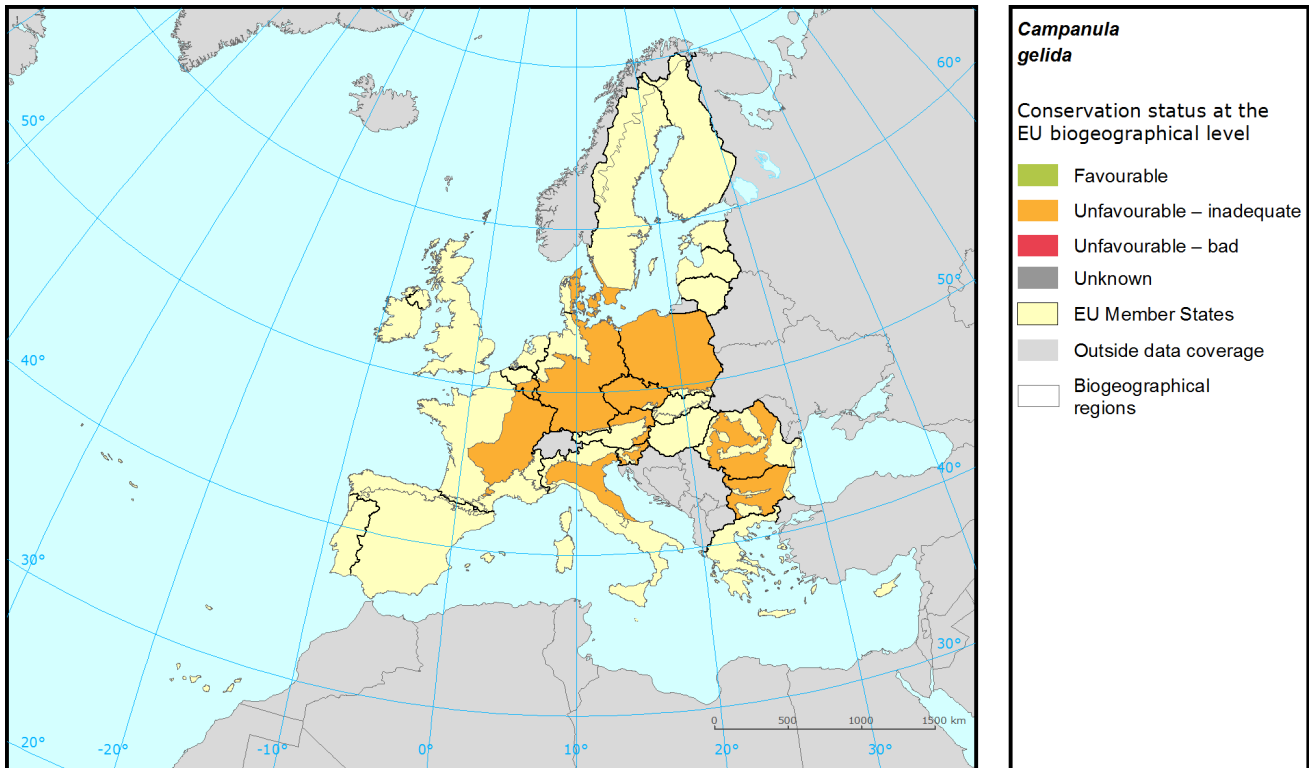 Campanula
gelida
Conservation status at the
EU biogeographical level
Favourable
Unfavourable – inadequate
Unfavourable – bad
Unknown
EU Member States
Outside data coverage
Biogeographical
regions
60°
50°
50°
40°
40°
30°
30°
20°
-20°
-10°
0°
10°
20°
30°
0 500 1000 1500 km